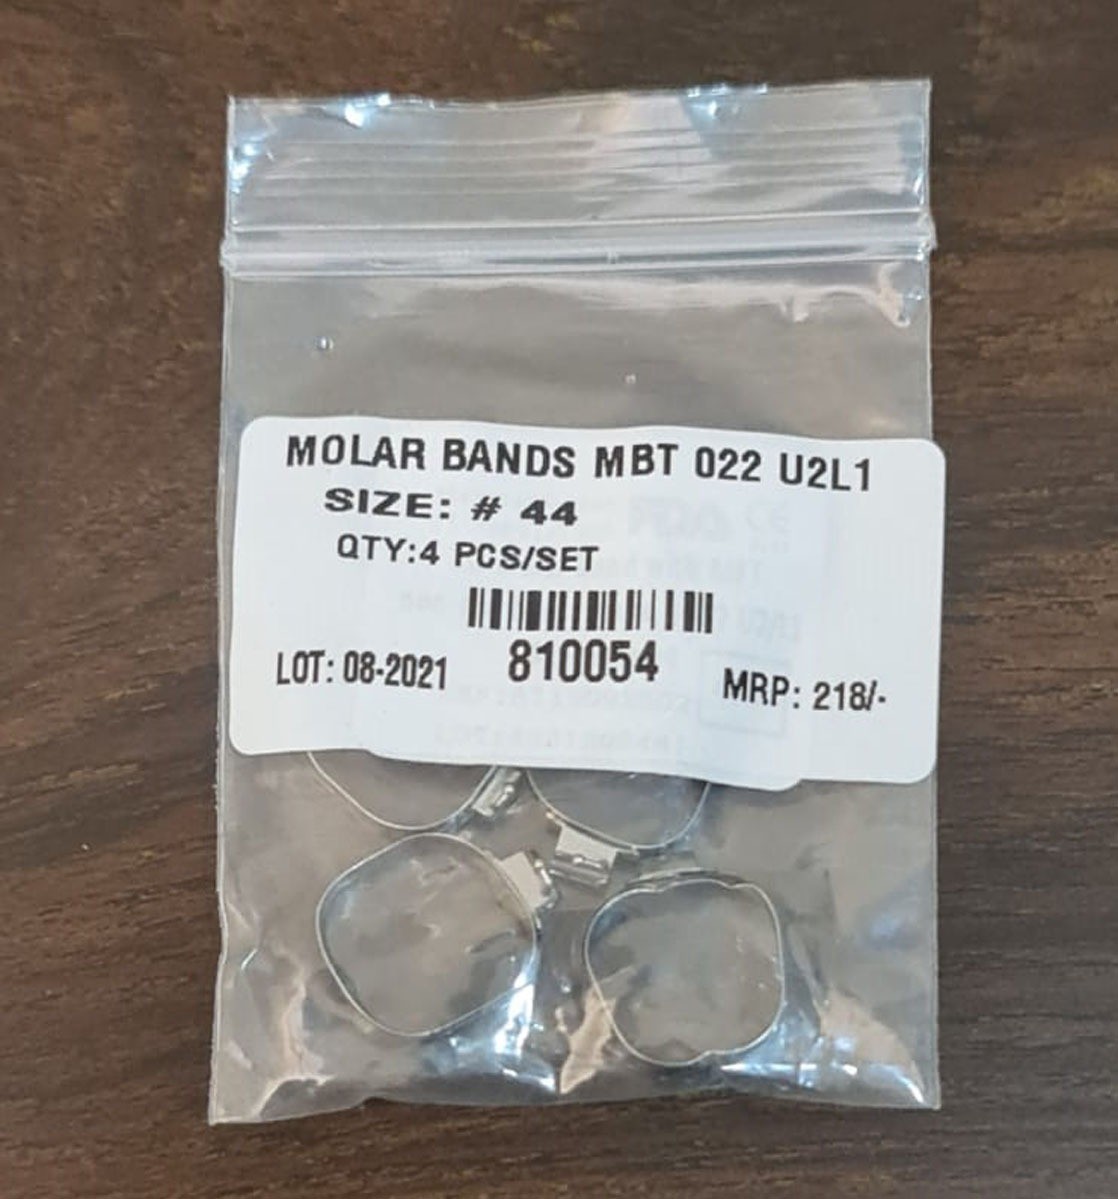 MOLAR BANDS MBT 022 U2L1
SIZE: # 44
QTY:4 PCS/SET
810054
LOT: 08-2021
MRP: 218/-